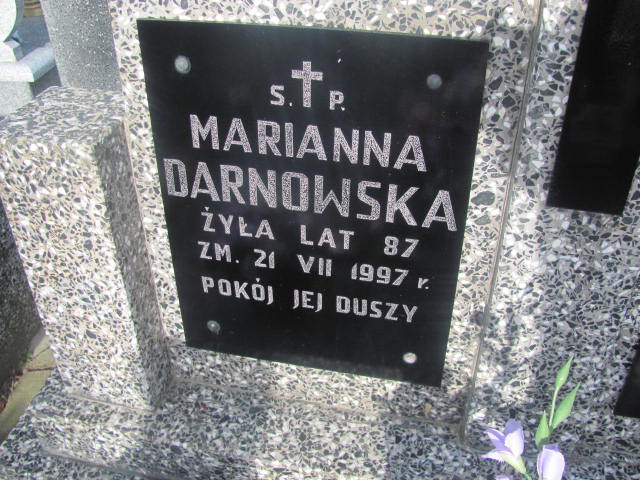 S. P.
MARIANNA
DARNOWSKA
ŻYŁA LAT 87
ZM. 21 VII 1997 r.
POKÓJ JEJ DUSZY